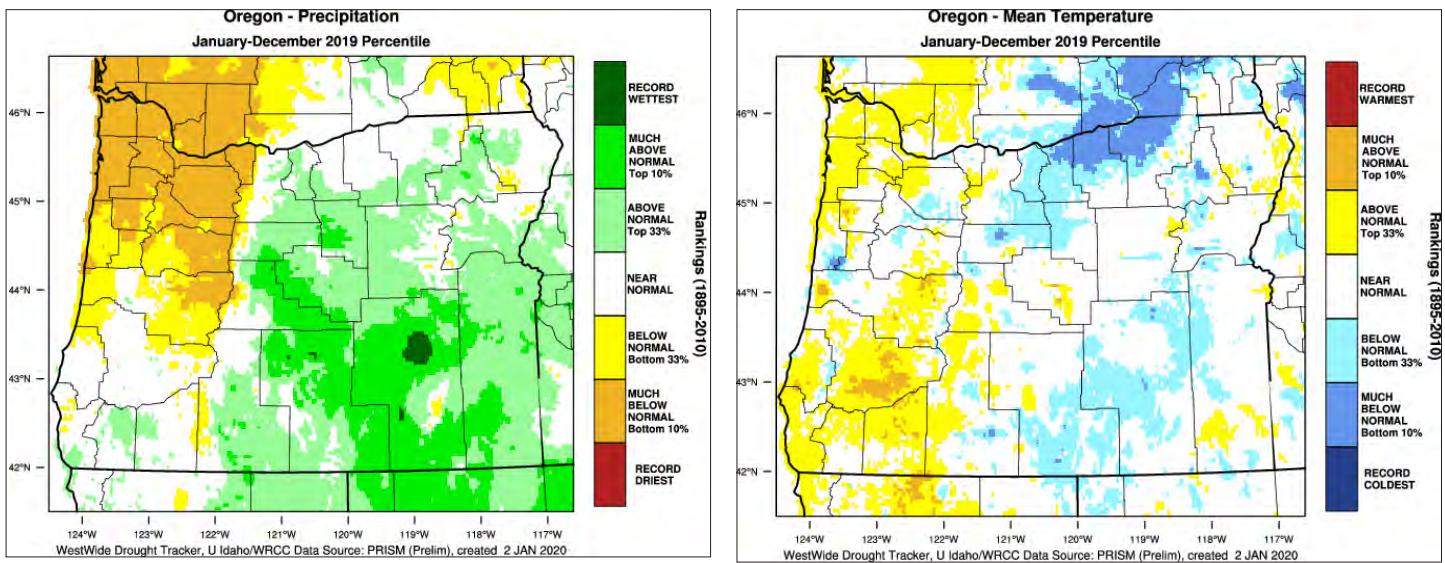 Oregon - Precipitation
January-December 2019 Percentile
46°N
45°N
44°N
43°N
42°N
124°W 123°W 122°W 121°W 120°W 119°W 118°W 117°W
RECORD
WETTEST
MUCH
ABOVE
NORMAL
Top 10%
ABOVE
NORMAL
Top 33%
NEAR
NORMAL
BELOW
NORMAL
Bottom 33%
MUCH
BELOW
NORMAL
Bottom 10%
RECORD
DRIEST
Rankings (1895-2010)
WestWide Drought Tracker, U Idaho/WRCC Data Source: PRISM (Prelim), created 2 JAN 2020
Oregon - Mean Temperature
January-December 2019 Percentile
46°N
45°N
44°N
43°N
42°N
124°W 123°W 122°W 121°W 120°W 119°W 118°W 117°W
RECORD
WARMEST
MUCH
ABOVE
NORMAL
Top 10%
ABOVE
NORMAL
Top 33%
NEAR
NORMAL
BELOW
NORMAL
Bottom 33%
MUCH
BELOW
NORMAL
Bottom 10%
RECORD
COLDEST
Rankings (1895-2010)
WestWide Drought Tracker, U Idaho/WRCC Data Source: PRISM (Prelim), created 2 JAN 2020